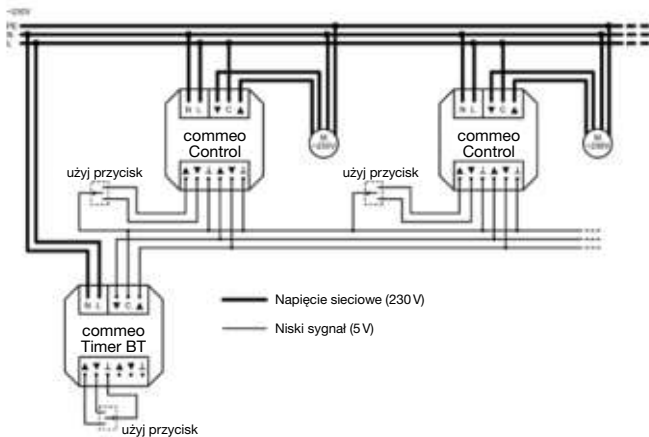 ~230V
PE
N
L
N L ▼ C ▲
commeo
Control
▲ ▼ ⊥ ▲ ▼ ⊥
M
~230V
użyj przycisk
N L ▼ C ▲
commeo
Control
▲ ▼ ⊥ ▲ ▼ ⊥
M
~230V
użyj przycisk
N L ▼ C ▲
commeo
Timer BT
▲ ▼ ⊥ ▲ ▼ ⊥
użyj przycisk
Napięcie sieciowe (230 V)
Niski sygnał (5 V)